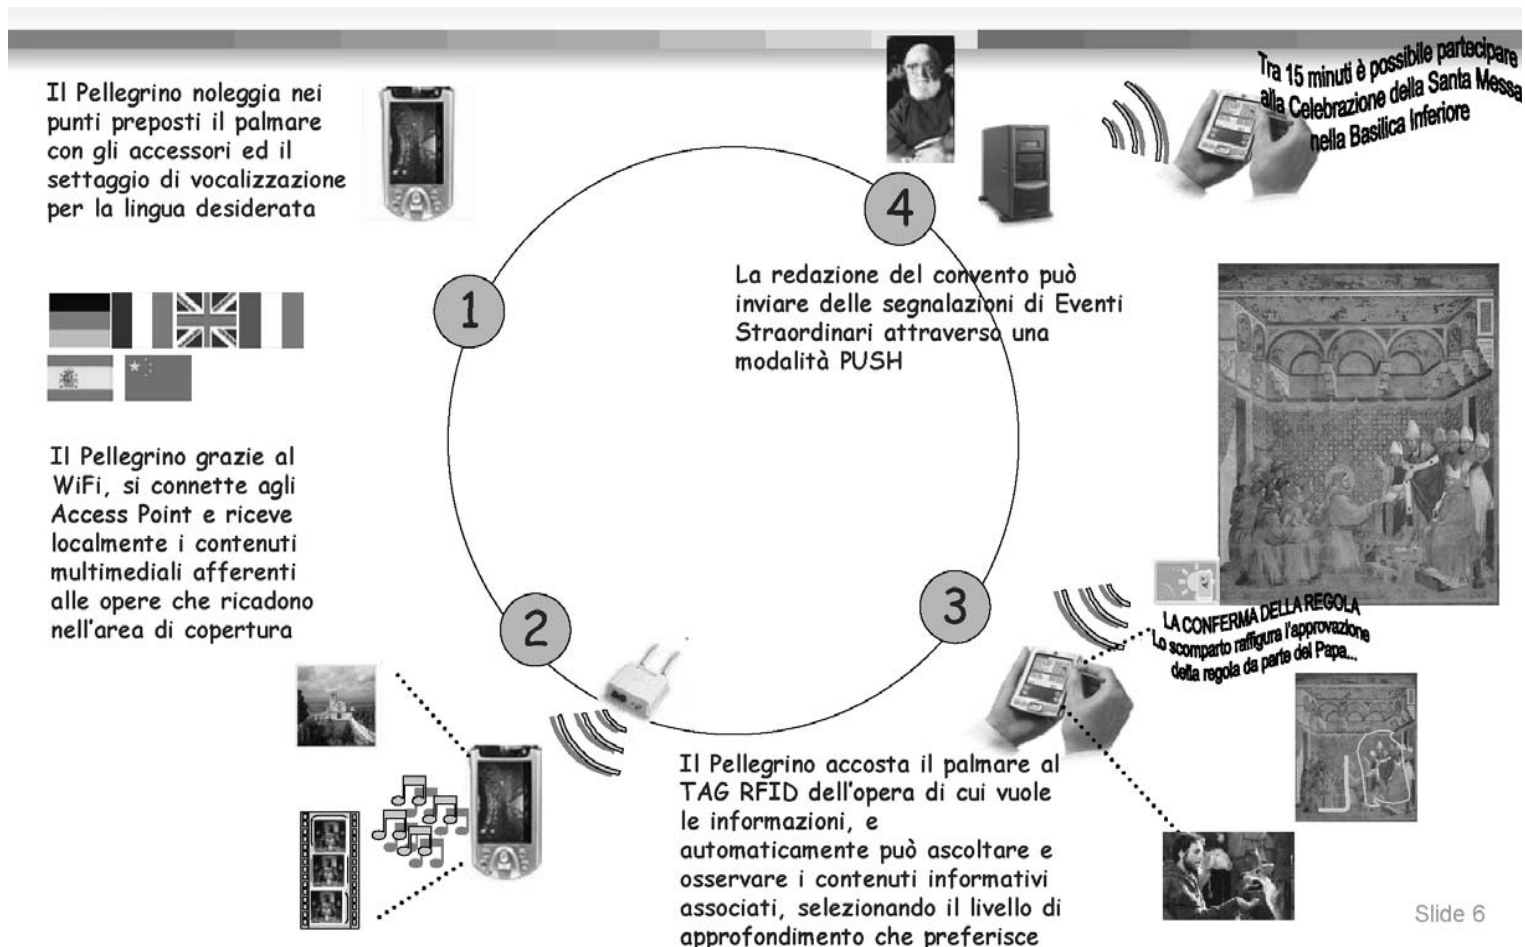 Il Pellegrino noleggia nei
punti preposti il palmare
con gli accessori ed il
settaggio di vocalizzazione
per la lingua desiderata
1
Il Pellegrino grazie al
WiFi, si connette agli
Access Point e riceve
localmente i contenuti
multimediali afferenti
alle opere che ricadono
nell'area di copertura
2
Il Pellegrino accosta il palmare al
TAG RFID dell'opera di cui vuole
le informazioni, e
automaticamente può ascoltare e
osservare i contenuti informativi
associati, selezionando il livello di
approfondimento che preferisce
3
LA CONFERMA DELLA REGOLA
Lo scomparto raffigura l'approvazione
della regola da parte del Papa...
4
La redazione del convento può
inviare delle segnalazioni di Eventi
Straordinari attraverso una
modalità PUSH
Tra 15 minuti è possibile partecipare
alla Celebrazione della Santa Messa
nella Basilica Inferiore
Slide 6